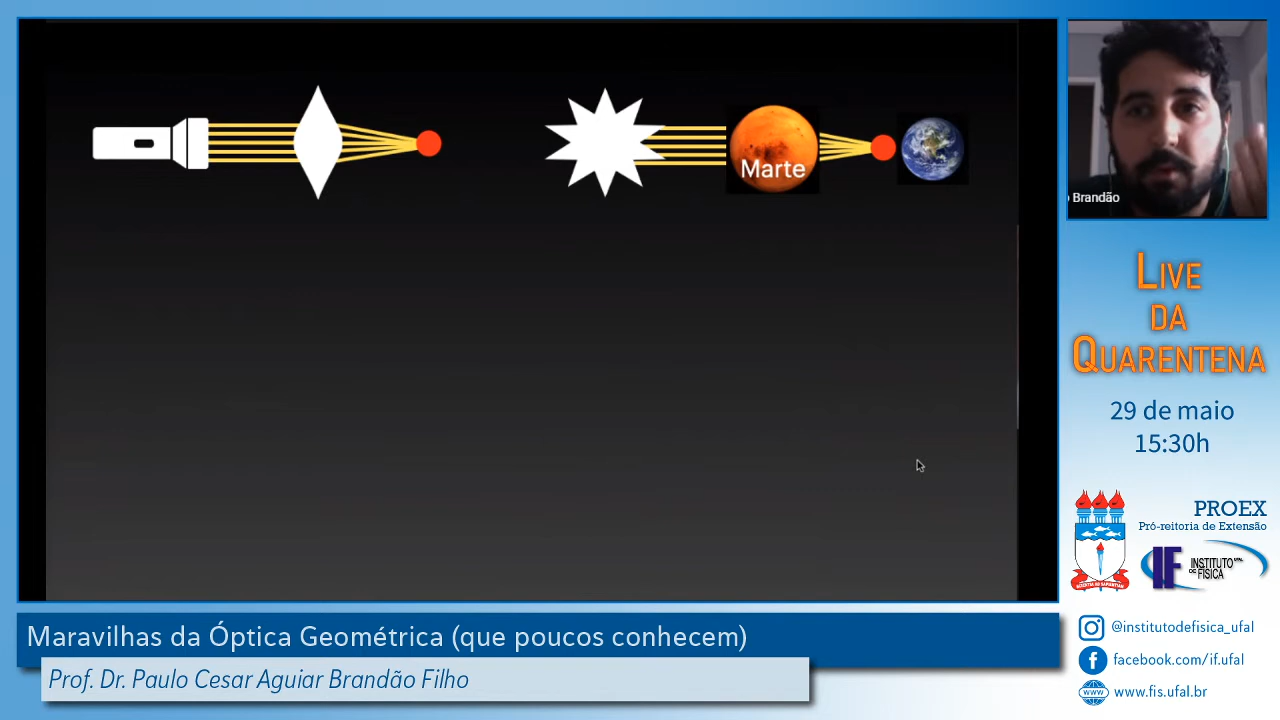 Marte
Brandão
LIVE
DA
QUARENTENA
29 de maio
15:30h
PROEX
Pró-reitoria de Extensão
IF INSTITUTO UFAL
DE FÍSICA
@institutodefisica_ufal
facebook.com/if.ufal
www.fis.ufal.br
Maravilhas da Óptica Geométrica (que poucos conhecem)
Prof. Dr. Paulo Cesar Aguiar Brandão Filho